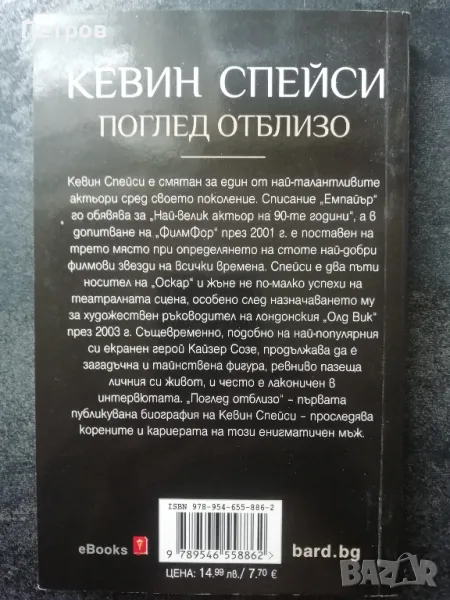 Петров
КЕВИН СПЕЙСИ
ПОГЛЕД ОТБЛИЗО
Кевин Спейси е смятан за един от най-талантливите
актьори сред своето поколение. Списание „Емпайър“
го обявява за „Най-велик актьор на 90-те години“, а в
допитване на „ФилмФор“ през 2001 г. е поставен на
трето място при определянето на стоте най-добри
филмови звезди на всички времена. Спейси е два пъти
носител на „Оскар“ и жъне не по-малко успехи на
театралната сцена, особено след назначаването му
за художествен ръководител на лондонския „Олд Вик“
през 2003 г. Същевременно, подобно на най-популярния
си екранен герой Кайзер Созе, продължава да е
загадъчна и тайнствена фигура, ревниво пазеща
личния си живот, и често е лаконичен в
интервютата. „Поглед отблизо“ – първата
публикувана биография на Кевин Спейси – проследява
корените и кариерата на този енигматичен мъж.
ISBN 978-954-655-886-2
9 789546 558862
eBooks
bard.bg
ЦЕНА: 14.99 лв./ 7.70 €
BAZAR
bg